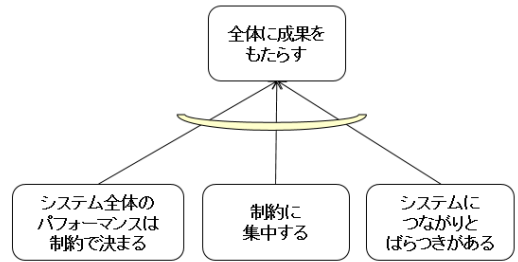 全体に成果を
もたらす
システム全体の
パフォーマンスは
制約で決まる
制約に
集中する
システムに
つながりと
ばらつきがある